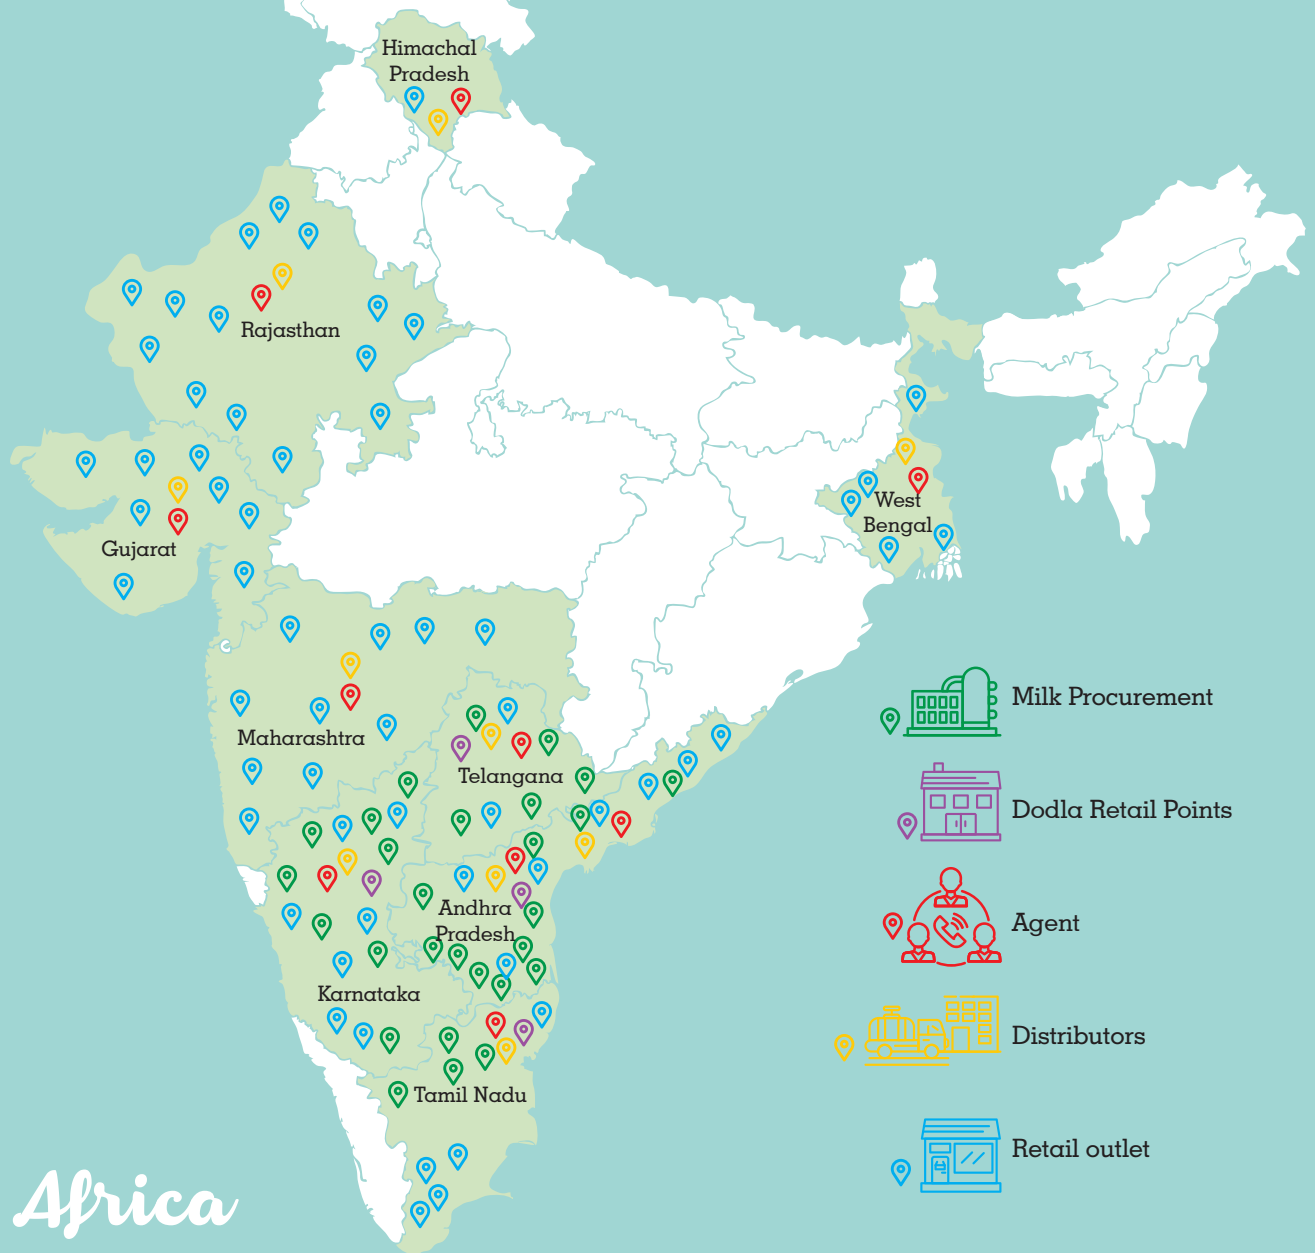 Himachal
Pradesh
Rajasthan
Gujarat
West
Bengal
Maharashtra
Telangana
Andhra
Pradesh
Karnataka
Tamil Nadu
Milk Procurement
Dodla Retail Points
Agent
Distributors
Retail outlet
Africa